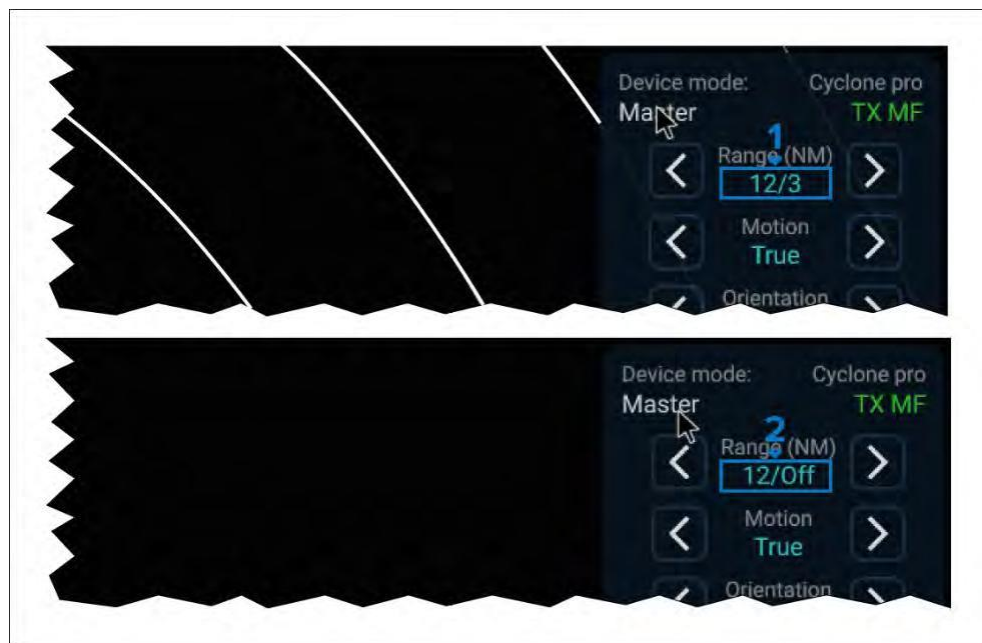 Device mode: Cyclone pro
Master TX MF
1
Range (NM)
12/3
Motion
True
Orientation
Device mode: Cyclone pro
Master TX MF
2
Range (NM)
12/Off
Motion
True
Orientation